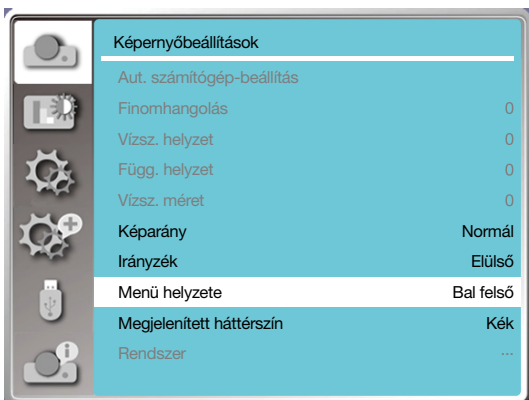 Képernyőbeállítások
Aut. számítógép-beállítás
Finomhangolás 0
Vízsz. helyzet 0
Függ. helyzet 0
Vízsz. méret 0
Képarány Normál
Irányzék Elülső
Menü helyzete Bal felső
Megjelenített háttérszín Kék
Rendszer ...